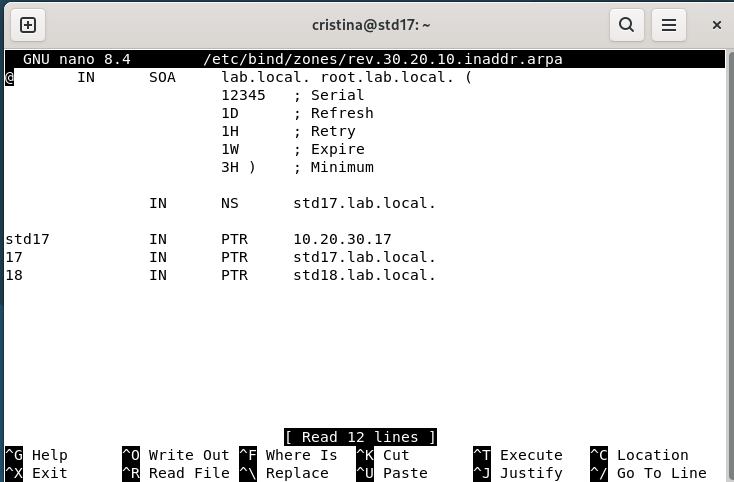 cristina@std17: ~
GNU nano 8.4 /etc/bind/zones/rev.30.20.10.inaddr.arpa
@ IN SOA lab.local. root.lab.local. (
12345 ; Serial
1D ; Refresh
1H ; Retry
1W ; Expire
3H ) ; Minimum
IN NS std17.lab.local.
std17 IN PTR 10.20.30.17
17 IN PTR std17.lab.local.
18 IN PTR std18.lab.local.
[ Read 12 lines ]
^G Help ^O Write Out ^F Where Is ^K Cut ^T Execute ^C Location
^X Exit ^R Read File ^\ Replace ^U Paste ^J Justify ^/ Go To Line